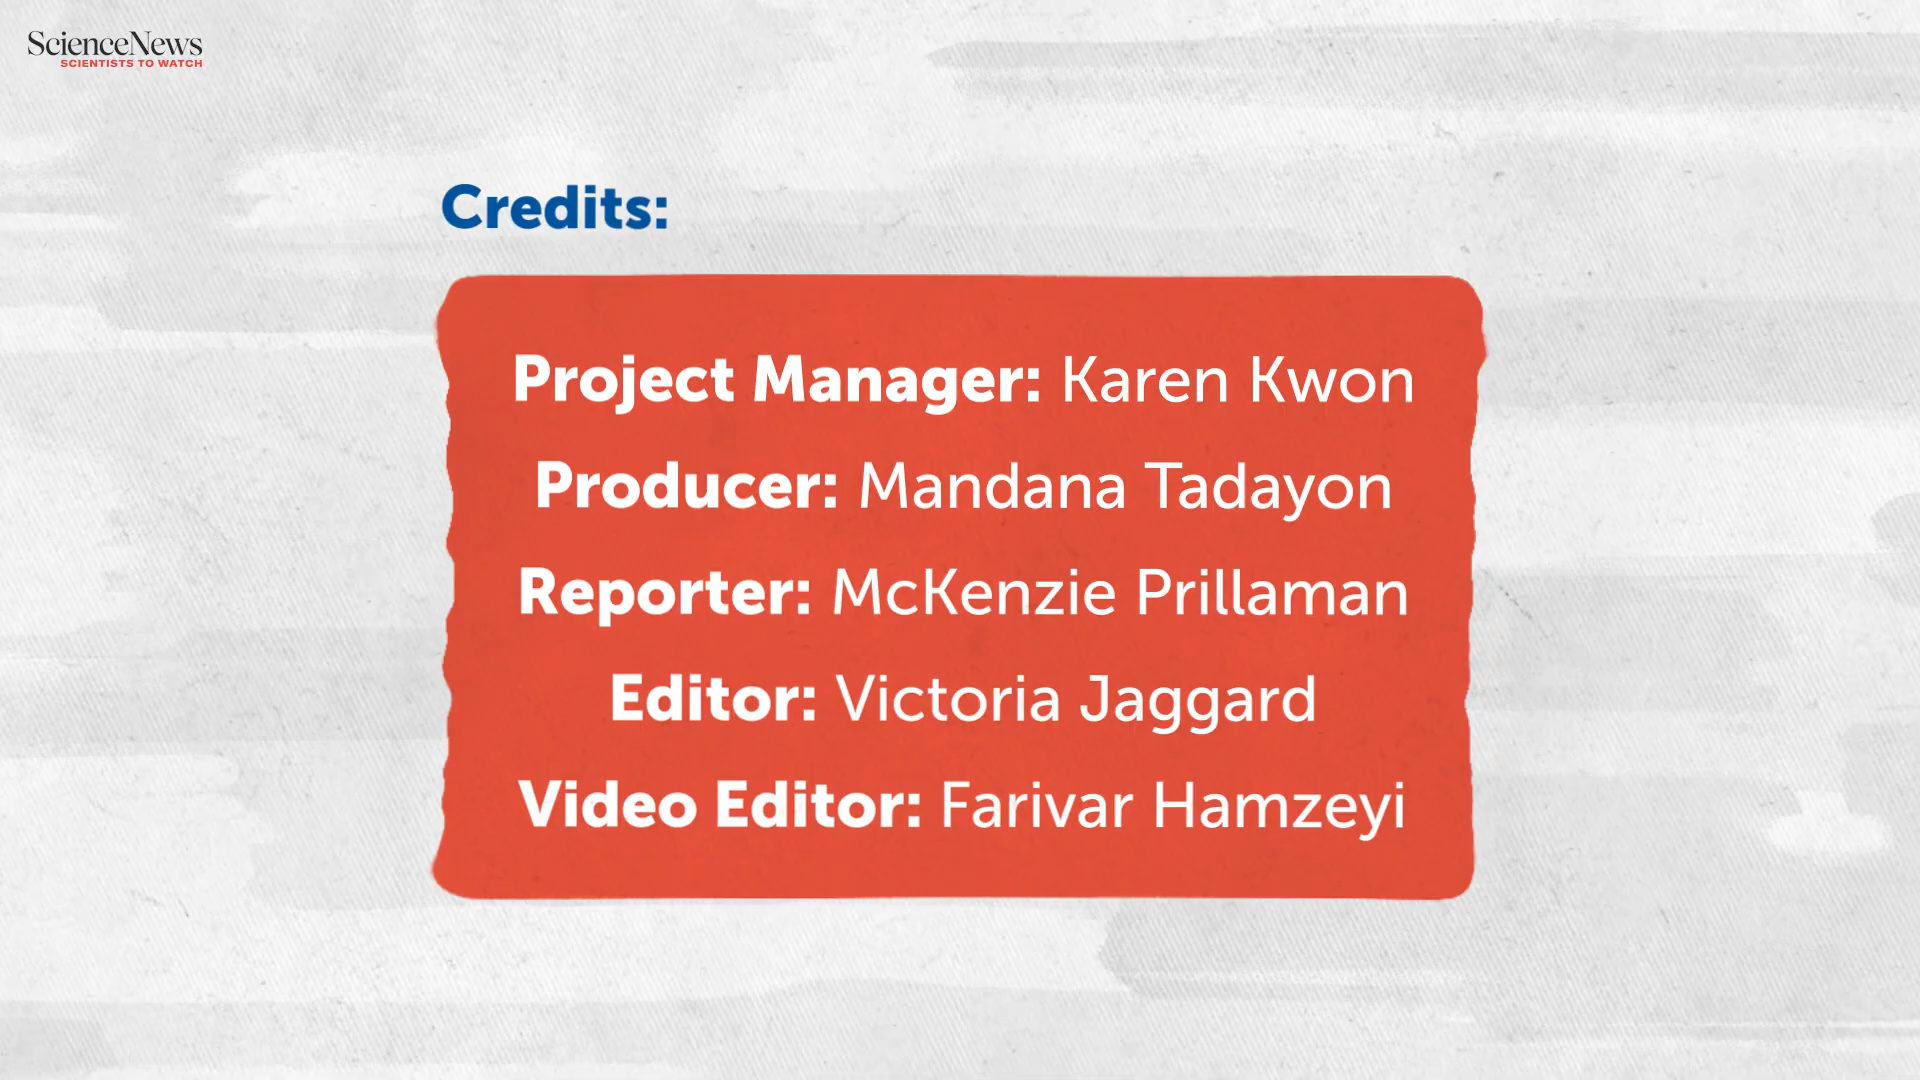 ScienceNews
SCIENTISTS TO WATCH
Credits:
Project Manager: Karen Kwon
Producer: Mandana Tadayon
Reporter: McKenzie Prillaman
Editor: Victoria Jaggard
Video Editor: Farivar Hamzeyi